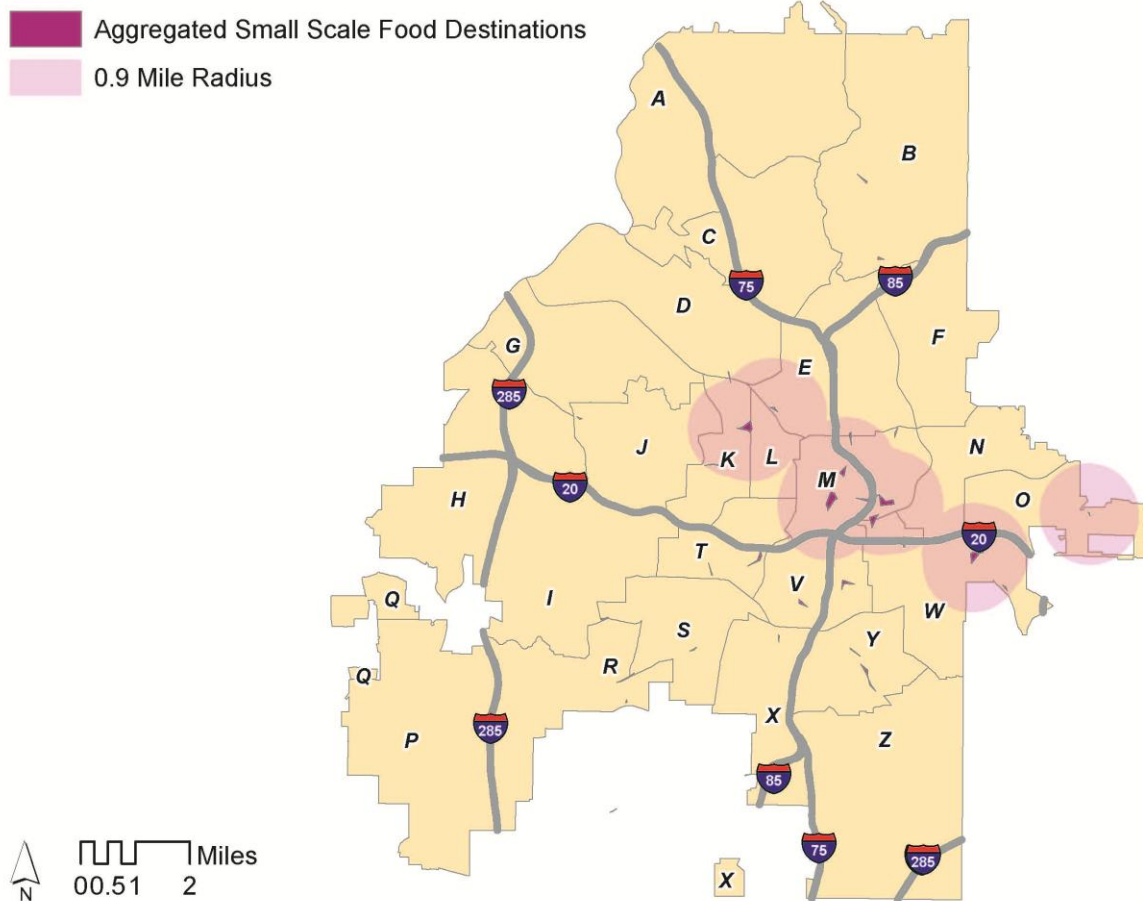 Aggregated Small Scale Food Destinations
0.9 Mile Radius
A
B
C
75
85
D
G
E
F
285
J
K
L
N
M
H
20
O
20
T
V
I
Q
W
S
Y
R
Q
X
285
P
Z
85
75
285
X
Miles
00.51 2
N